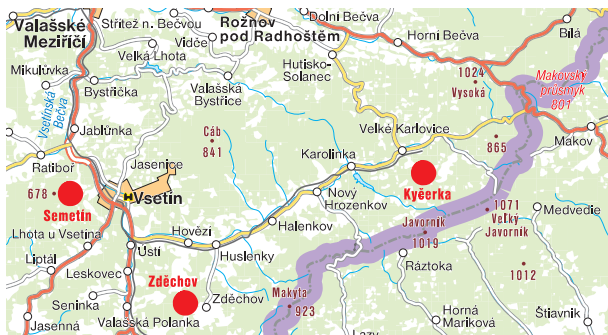 Valašské
Meziříčí
Střítež n. Bečvou
Rožnov
pod Radhoštěm
Dolní Bečva
Horní Bečva
Bílá
Vidče
Velká Lhota
Hutisko-
Solanec
Mikulůvka
Bystřička
Valašská
Bystřice
1024
Vysoká
Makovský
průsmyk
801
Vsetínská
Bečva
Jablůnka
Cáb
841
Velké Karlovice
865
Makov
Ratiboř
Jasenice
Karolinka
678
Semetín
Vsetín
Kyčerka
Nový
Hrozenkov
1071
Velký
Javorník
Medvedie
Lhota u Vsetína
Hovězí
Halenkov
Javorník
1019
Liptál
Ústí
Huslenky
Ráztoka
1012
Leskovec
Zděchov
Seninka
Zděchov
Makyta
923
Horná
Mariková
Štiavnik
Jasenná
Valašská Polanka
Lazy